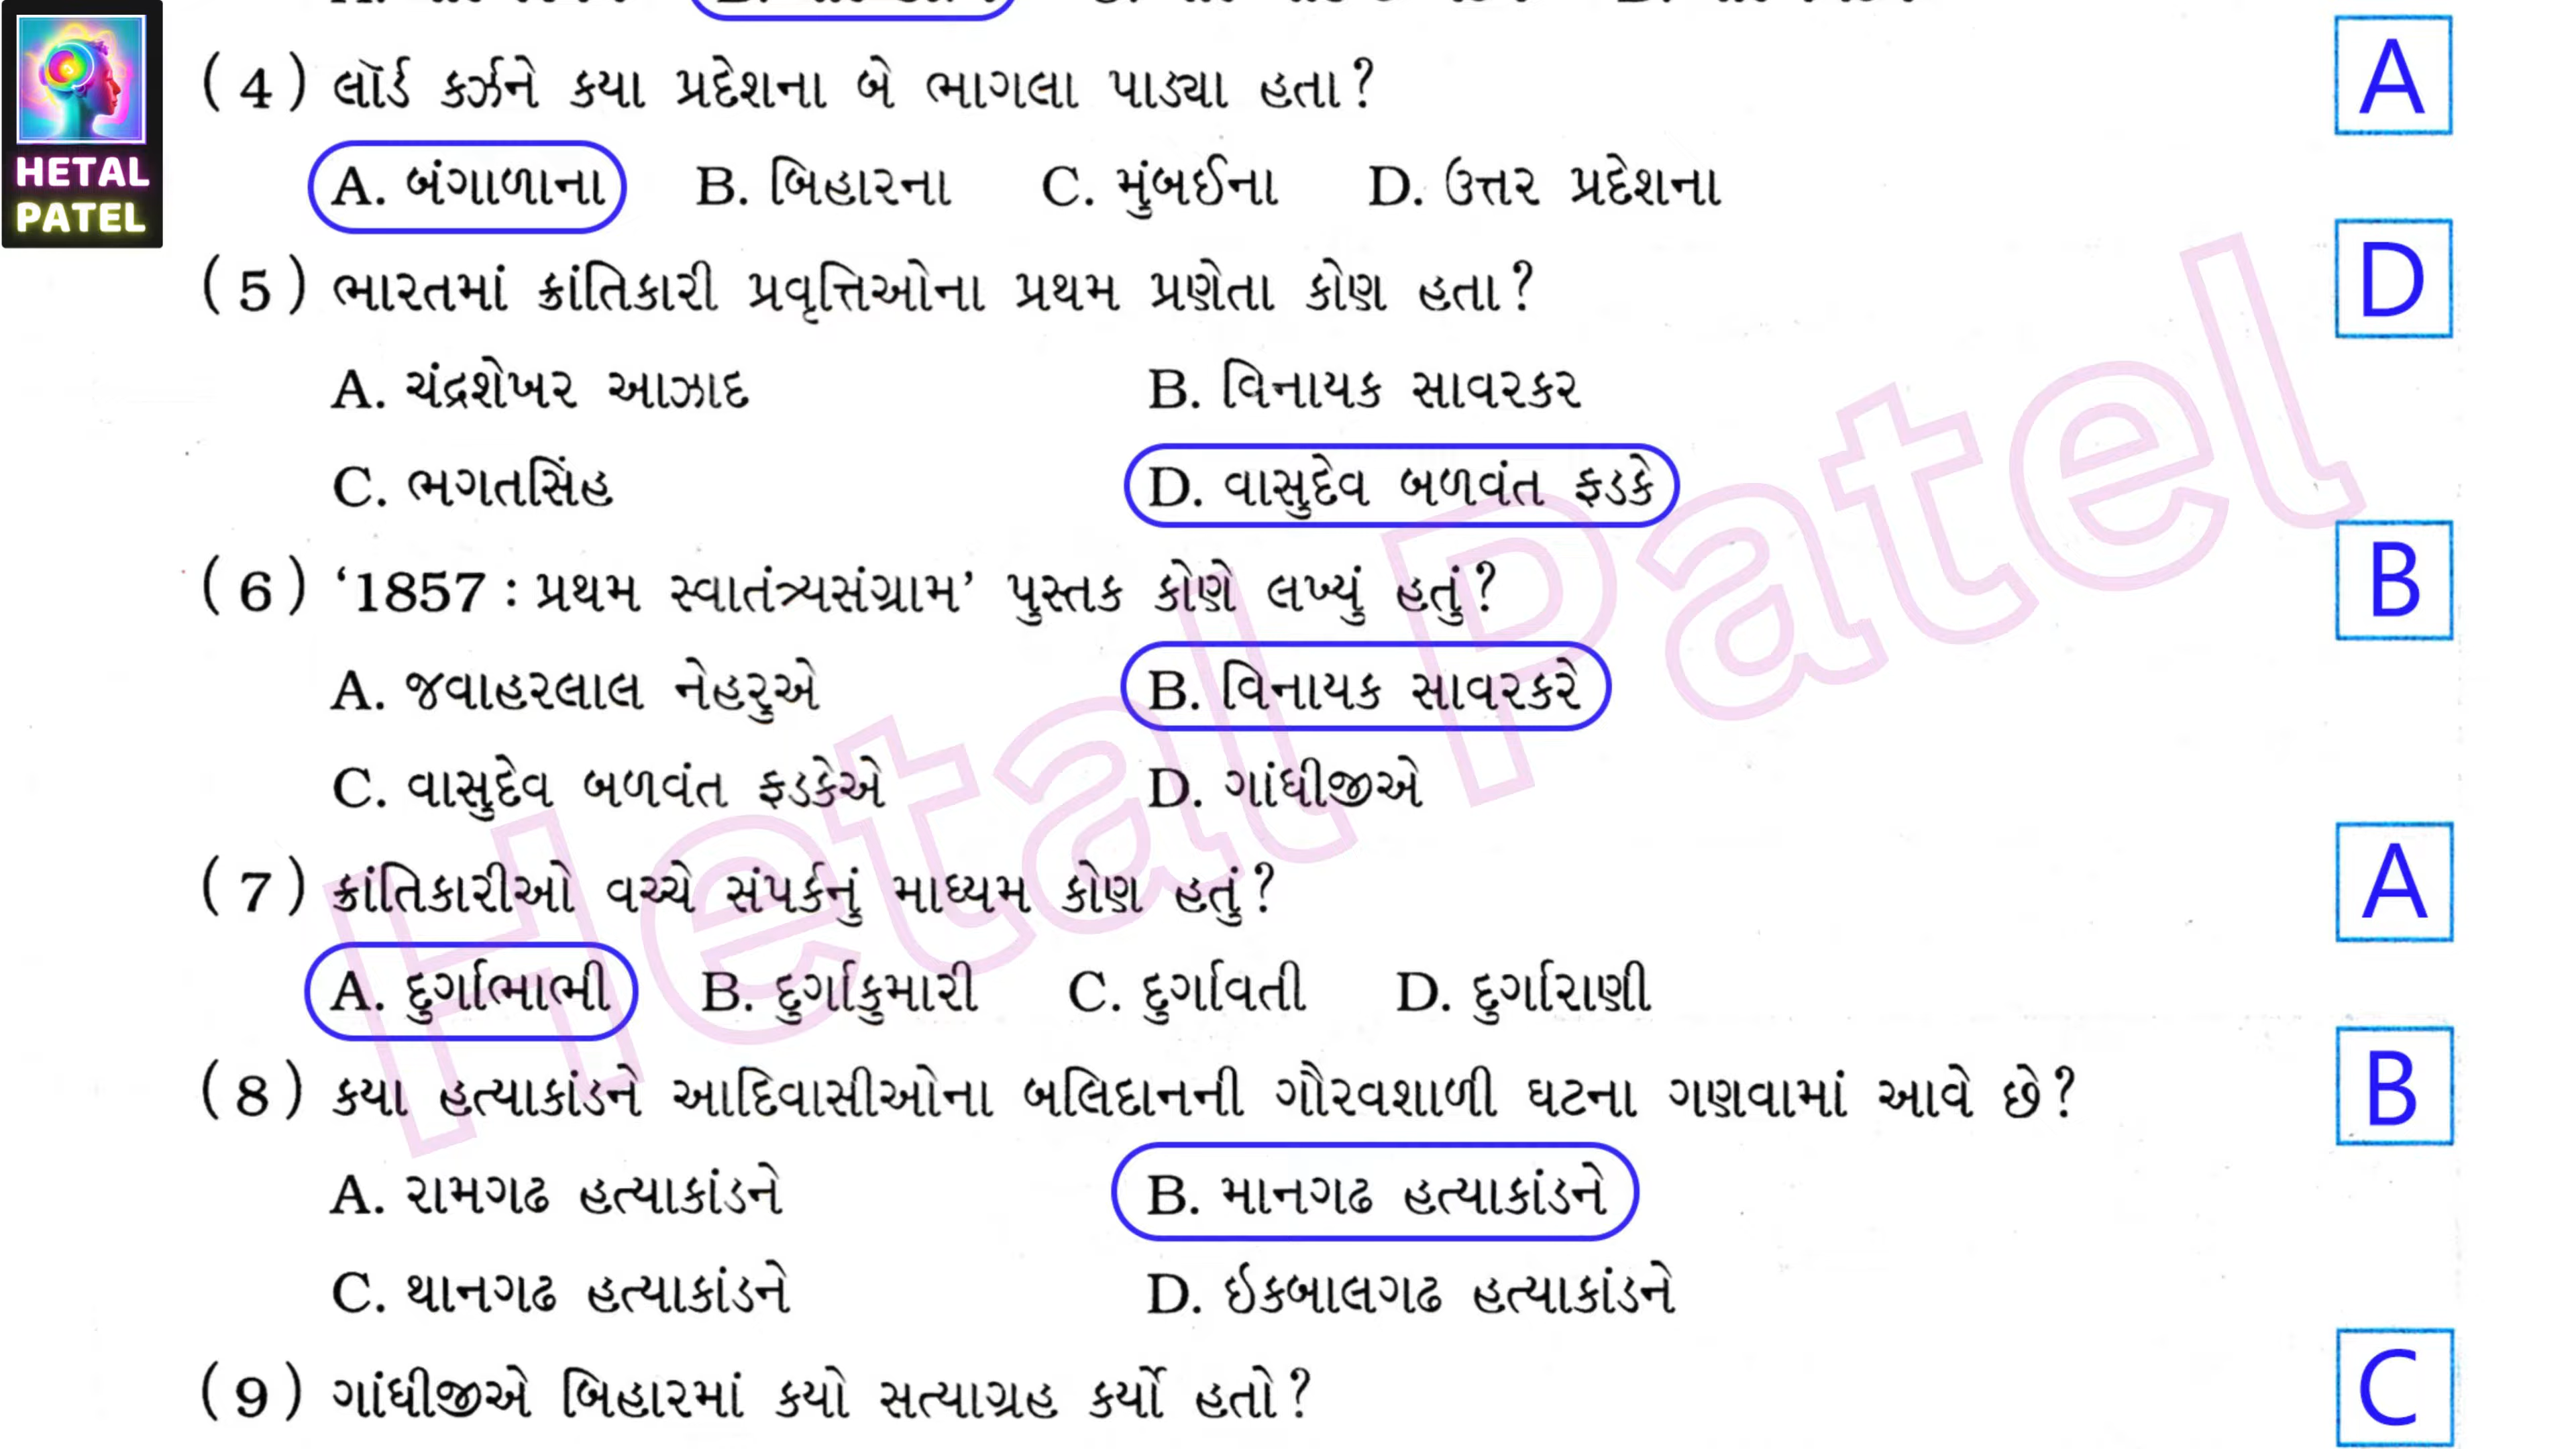 HETAL
PATEL
(4) લૉર્ડ કર્ઝને કયા પ્રદેશના બે ભાગલા પાડ્યા હતા? A
A. બંગાળાના B. બિહારના C. મુંબઈના D. ઉત્તર પ્રદેશના
(5) ભારતમાં ક્રાંતિકારી પ્રવૃત્તિઓના પ્રથમ પ્રણેતા કોણ હતા? D
A. ચંદ્રશેખર આઝાદ B. વિનાયક સાવરકર
C. ભગતસિંહ D. વાસુદેવ બળવંત ફડકે
(6) ‘1857 : પ્રથમ સ્વાતંત્ર્યસંગ્રામ’ પુસ્તક કોણે લખ્યું હતું? B
A. જવાહરલાલ નેહરુએ B. વિનાયક સાવરકરે
C. વાસુદેવ બળવંત ફડકેએ D. ગાંધીજીએ
(7) ક્રાંતિકારીઓ વચ્ચે સંપર્કનું માધ્યમ કોણ હતું? A
A. દુર્ગાભાભી B. દુર્ગાકુમારી C. દુર્ગાવતી D. દુર્ગારાણી
(8) કયા હત્યાકાંડને આદિવાસીઓના બલિદાનની ગૌરવશાળી ઘટના ગણવામાં આવે છે? B
A. રામગઢ હત્યાકાંડને B. માનગઢ હત્યાકાંડને
C. થાનગઢ હત્યાકાંડને D. ઇકબાલગઢ હત્યાકાંડને
(9) ગાંધીજીએ બિહારમાં કયો સત્યાગ્રહ કર્યો હતો? C
Hetal Patel